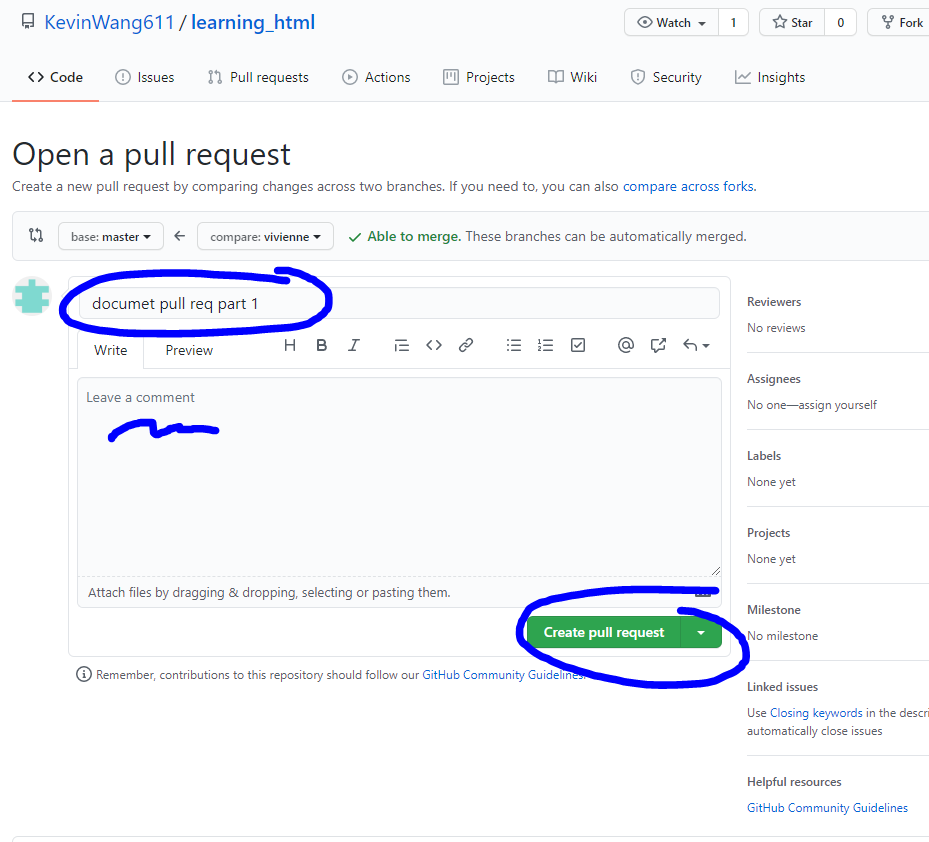 KevinWang611 / learning_html
Watch 1 Star 0 Fork
Code Issues Pull requests Actions Projects Wiki Security Insights
Open a pull request
Create a new pull request by comparing changes across two branches. If you need to, you can also compare across forks.
base: master compare: vivienne Able to merge. These branches can be automatically merged.
documet pull req part 1
Write Preview
Leave a comment
Attach files by dragging & dropping, selecting or pasting them.
Create pull request
Remember, contributions to this repository should follow our GitHub Community Guidelines.
Reviewers
No reviews
Assignees
No one—assign yourself
Labels
None yet
Projects
None yet
Milestone
No milestone
Linked issues
Use Closing keywords in the descri
automatically close issues
Helpful resources
GitHub Community Guidelines